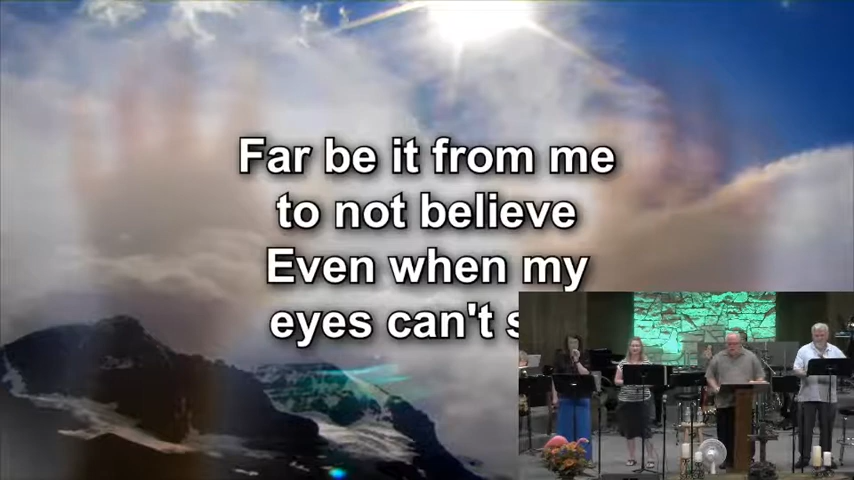 Far be it from me
to not believe
Even when my
eyes can't